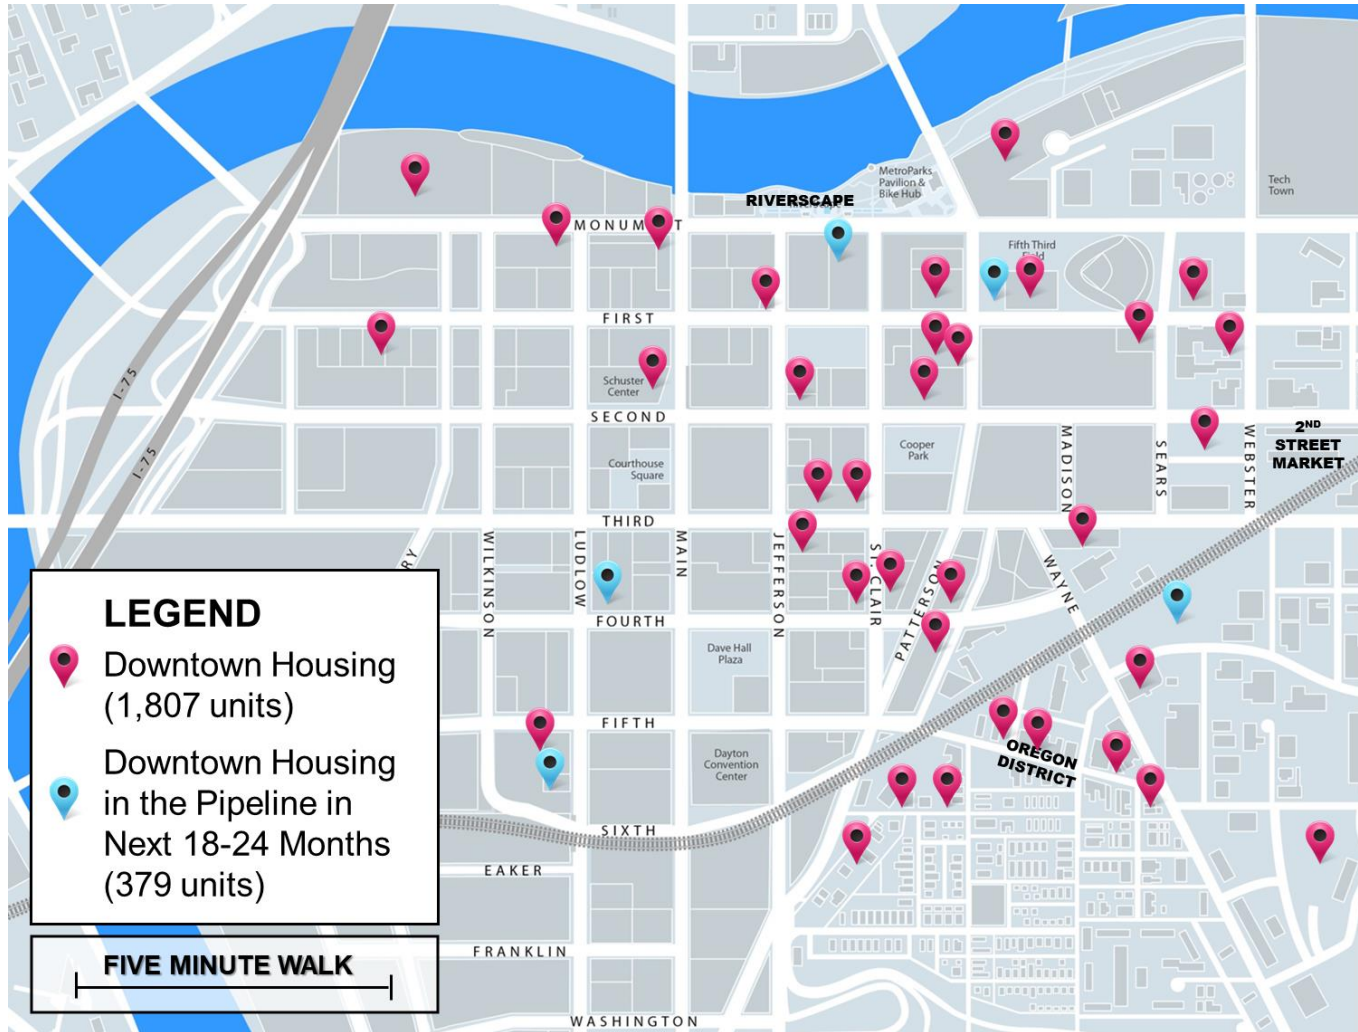 MetroParks
Pavilion &
Bike Hub
Tech
Town
RIVERSCAPE
MONUM T
Fifth Third
FIRST
I-75
Schuster
Center
SECOND
2ND
STREET
MARKET
Cooper
Park
MADISON
SEARS
WEBSTER
Courthouse
Square
I-75
THIRD
WILKINSON
LUDLOW
MAIN
JEFFERSON
ST. CLAIR
PATTERSON
WAYNE
RY
FOURTH
Dave Hall
Plaza
FIFTH
OREGON
DISTRICT
Dayton
Convention
Center
SIXTH
EAKER
FRANKLIN
WASHINGTON
LEGEND
Downtown Housing
(1,807 units)
Downtown Housing
in the Pipeline in
Next 18-24 Months
(379 units)
FIVE MINUTE WALK